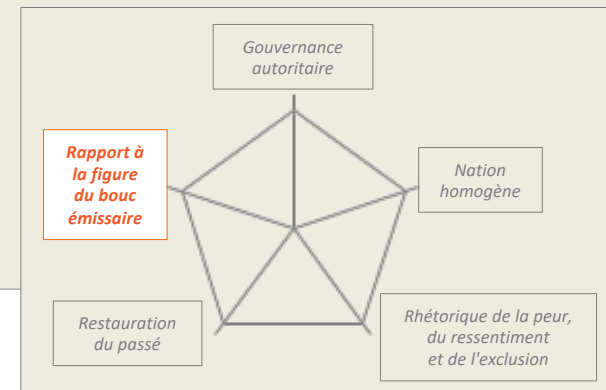 Gouvernance
autoritaire
Rapport à
la figure
du bouc
émissaire
Nation
homogène
Restauration
du passé
Rhétorique de la peur,
du ressentiment
et de l'exclusion